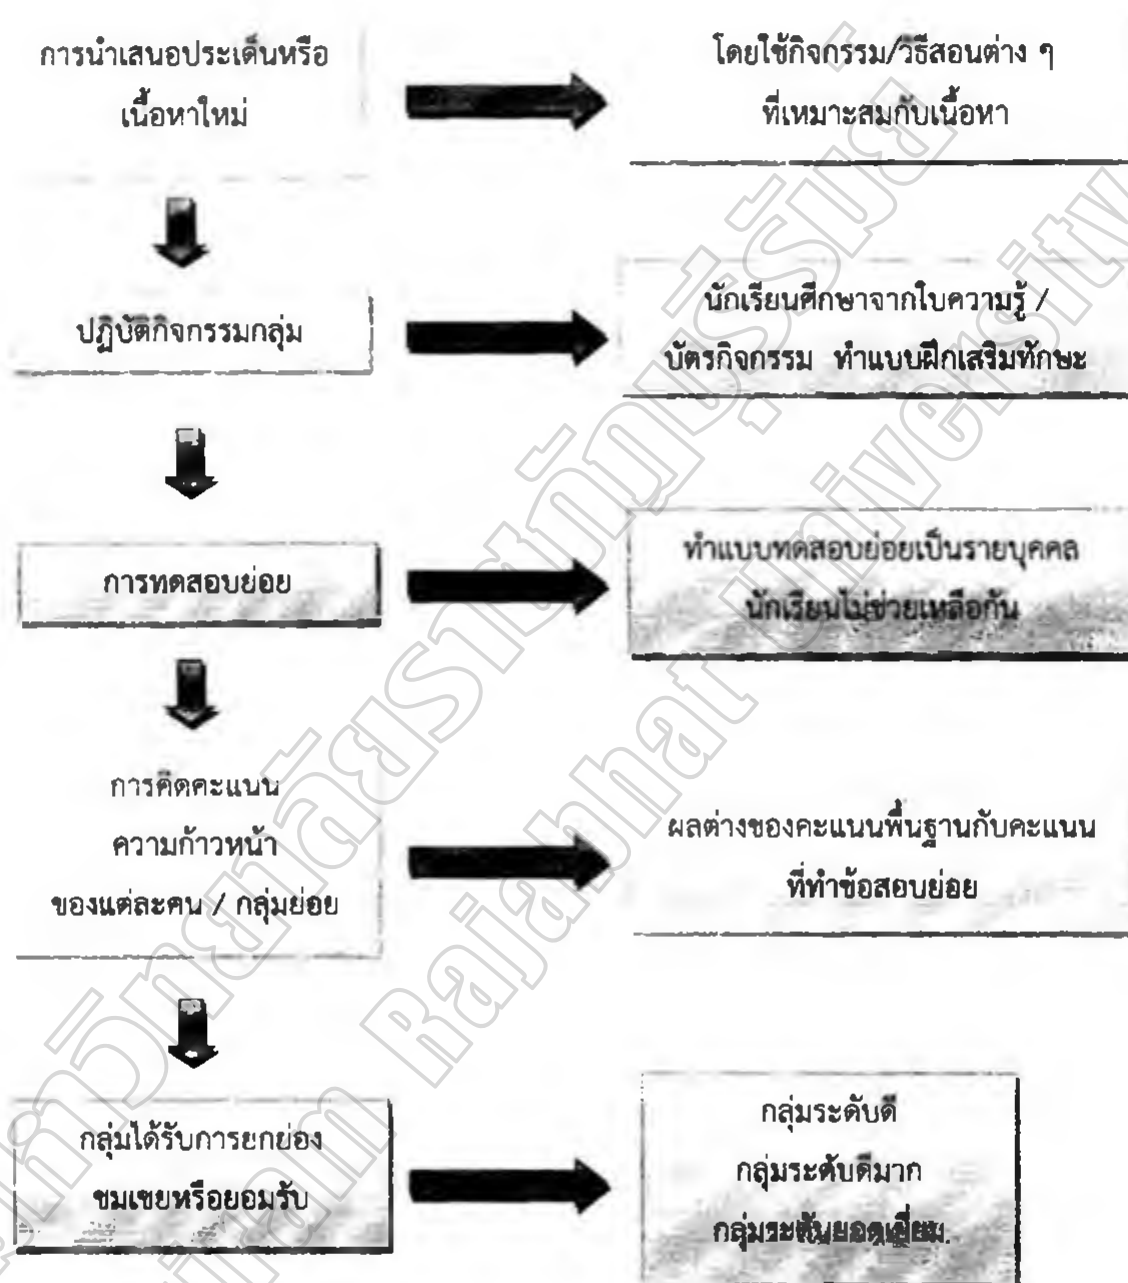 การนำเสนอประเด็นหรือ
เนื้อหาใหม่
โดยใช้กิจกรรม/วิธีสอนต่าง ๆ
ที่เหมาะสมกับเนื้อหา
ปฏิบัติกิจกรรมกลุ่ม
นักเรียนศึกษาจากใบความรู้ /
บัตรกิจกรรม ทำแบบฝึกเสริมทักษะ
การทดสอบย่อย
ทำแบบทดสอบย่อยเป็นรายบุคคล
นักเรียนไม่ช่วยเหลือกัน
การคิดคะแนน
ความก้าวหน้า
ของแต่ละคน / กลุ่มย่อย
ผลต่างของคะแนนพื้นฐานกับคะแนน
ที่ทำข้อสอบย่อย
กลุ่มได้รับการยกย่อง
ชมเชยหรือยอมรับ
กลุ่มระดับดี
กลุ่มระดับดีมาก
กลุ่มระดับยอดเยี่ยม
Rajabhat University